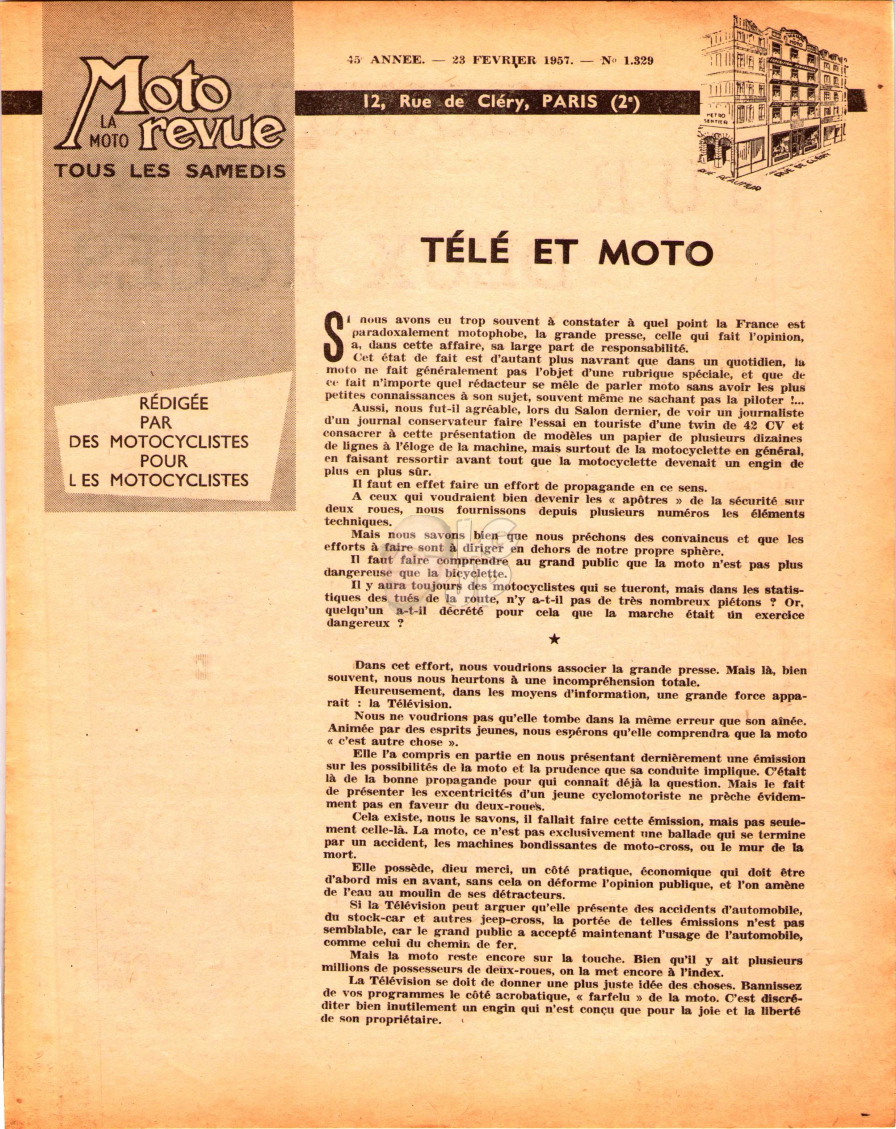 45e ANNEE. — 23 FEVRIER 1957. — No 1.329
12, Rue de Cléry, PARIS (2e)
Moto
LA
MOTO
revue
TOUS LES SAMEDIS
METRO
SENTIER
RUE REAUMUR
RUE DE CLERY
RÉDIGÉE
PAR
DES MOTOCYCLISTES
POUR
LES MOTOCYCLISTES
TÉLÉ ET MOTO
Si nous avons eu trop souvent à constater à quel point la France est
paradoxalement motophobe, la grande presse, celle qui fait l'opinion,
a, dans cette affaire, sa large part de responsabilité.
Cet état de fait est d'autant plus navrant que dans un quotidien, la
moto ne fait généralement pas l'objet d'une rubrique spéciale, et que de
ce fait n'importe quel rédacteur se mêle de parler moto sans avoir les plus
petites connaissances à son sujet, souvent même ne sachant pas la piloter !...
Aussi, nous fut-il agréable, lors du Salon dernier, de voir un journaliste
d'un journal conservateur faire l'essai en touriste d'une twin de 42 CV et
consacrer à cette présentation de modèles un papier de plusieurs dizaines
de lignes à l'éloge de la machine, mais surtout de la motocyclette en général,
en faisant ressortir avant tout que la motocyclette devenait un engin de
plus en plus sûr.
Il faut en effet faire un effort de propagande en ce sens.
A ceux qui voudraient bien devenir les « apôtres » de la sécurité sur
deux roues, nous fournissons depuis plusieurs numéros les éléments
techniques.
Mais nous savons bien que nous prêchons des convaincus et que les
efforts à faire sont à diriger en dehors de notre propre sphère.
Il faut faire comprendre au grand public que la moto n'est pas plus
dangereuse que la bicyclette.
Il y aura toujours des motocyclistes qui se tueront, mais dans les statis-
tiques des tués de la route, n'y a-t-il pas de très nombreux piétons ? Or,
quelqu'un a-t-il décrété pour cela que la marche était un exercice
dangereux ?
★
Dans cet effort, nous voudrions associer la grande presse. Mais là, bien
souvent, nous nous heurtons à une incompréhension totale.
Heureusement, dans les moyens d'information, une grande force appa-
raît : la Télévision.
Nous ne voudrions pas qu'elle tombe dans la même erreur que son aînée.
Animée par des esprits jeunes, nous espérons qu'elle comprendra que la moto
« c'est autre chose ».
Elle l'a compris en partie en nous présentant dernièrement une émission
sur les possibilités de la moto et la prudence que sa conduite implique. C'était
là de la bonne propagande pour qui connaît déjà la question. Mais le fait
de présenter les excentricités d'un jeune cyclomotoriste ne prêche évidem-
ment pas en faveur du deux-roues.
Cela existe, nous le savons, il fallait faire cette émission, mais pas seule-
ment celle-là. La moto, ce n'est pas exclusivement une ballade qui se termine
par un accident, les machines bondissantes de moto-cross, ou le mur de la
mort.
Elle possède, dieu merci, un côté pratique, économique qui doit être
d'abord mis en avant, sans cela on déforme l'opinion publique, et l'on amène
de l'eau au moulin de ses détracteurs.
Si la Télévision peut arguer qu'elle présente des accidents d'automobile,
du stock-car et autres jeep-cross, la portée de telles émissions n'est pas
semblable, car le grand public a accepté maintenant l'usage de l'automobile,
comme celui du chemin de fer.
Mais la moto reste encore sur la touche. Bien qu'il y ait plusieurs
millions de possesseurs de deux-roues, on la met encore à l'index.
La Télévision se doit de donner une plus juste idée des choses. Bannissez
de vos programmes le côté acrobatique, « farfelu » de la moto. C'est discré-
diter bien inutilement un engin qui n'est conçu que pour la joie et la liberté
de son propriétaire.